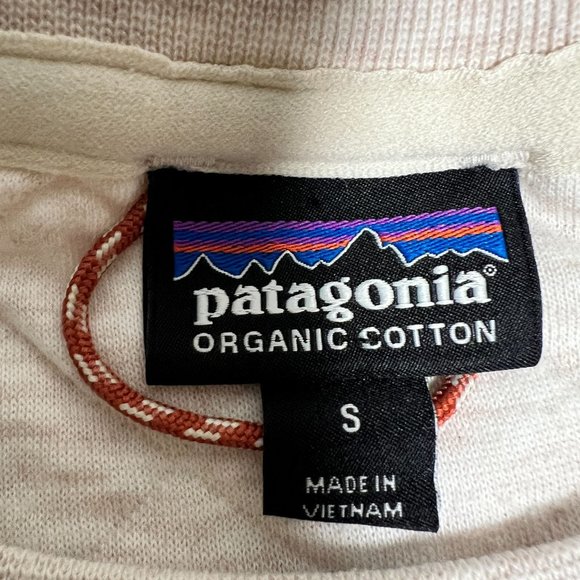 patagonia®
ORGANIC COTTON
S
MADE IN
VIETNAM